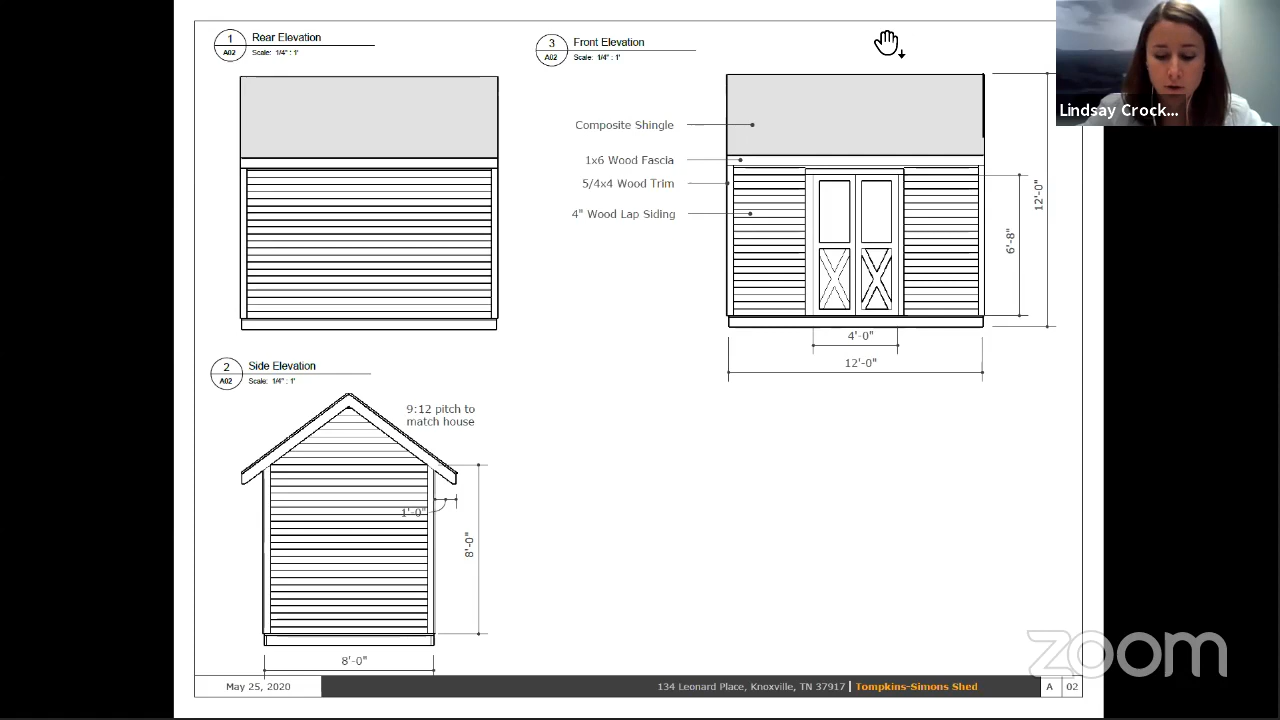 1
A02
Rear Elevation
Scale: 1/4" : 1'
3
A02
Front Elevation
Scale: 1/4" : 1'
Composite Shingle
1x6 Wood Fascia
5/4x4 Wood Trim
4" Wood Lap Siding
12'-0"
6'-8"
4'-0"
12'-0"
2
A02
Side Elevation
Scale: 1/4" : 1'
9:12 pitch to
match house
1'-0"
8'-0"
8'-0"
May 25, 2020
134 Leonard Place, Knoxville, TN 37917 | Tompkins-Simons Shed
A 02
Lindsay Crock...
zoom